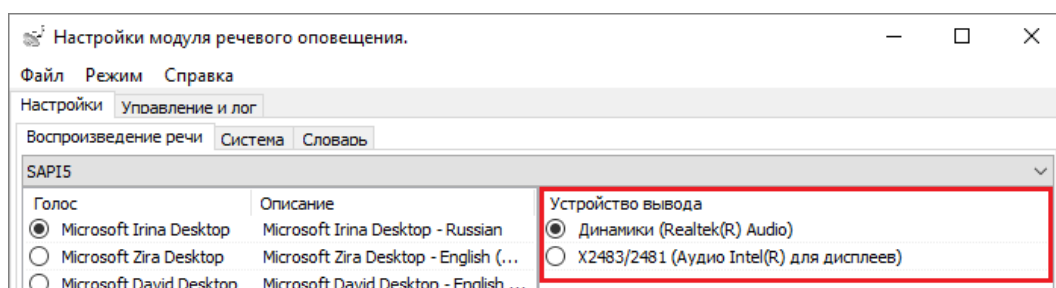 Настройки модуля речевого оповещения.
Файл Режим Справка
Настройки Управление и лог
Воспроизведение речи Система Словарь
SAPI5
Голос Описание Устройство вывода
Microsoft Irina Desktop Microsoft Irina Desktop - Russian Динамики (Realtek(R) Audio)
Microsoft Zira Desktop Microsoft Zira Desktop - English (... X2483/2481 (Аудио Intel(R) для дисплеев)
Microsoft David Desktop Microsoft David Desktop - English ...